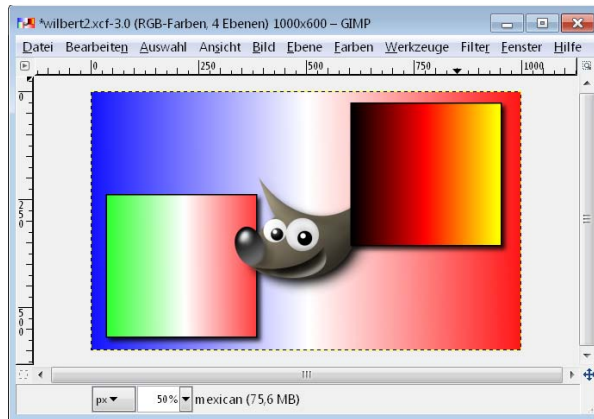 *wilbert2.xcf-3.0 (RGB-Farben, 4 Ebenen) 1000x600 – GIMP
Datei Bearbeiten Auswahl Ansicht Bild Ebene Farben Werkzeuge Filter Fenster Hilfe
0 250 500 750 1000
0
250
500
px 50% mexican (75,6 MB)